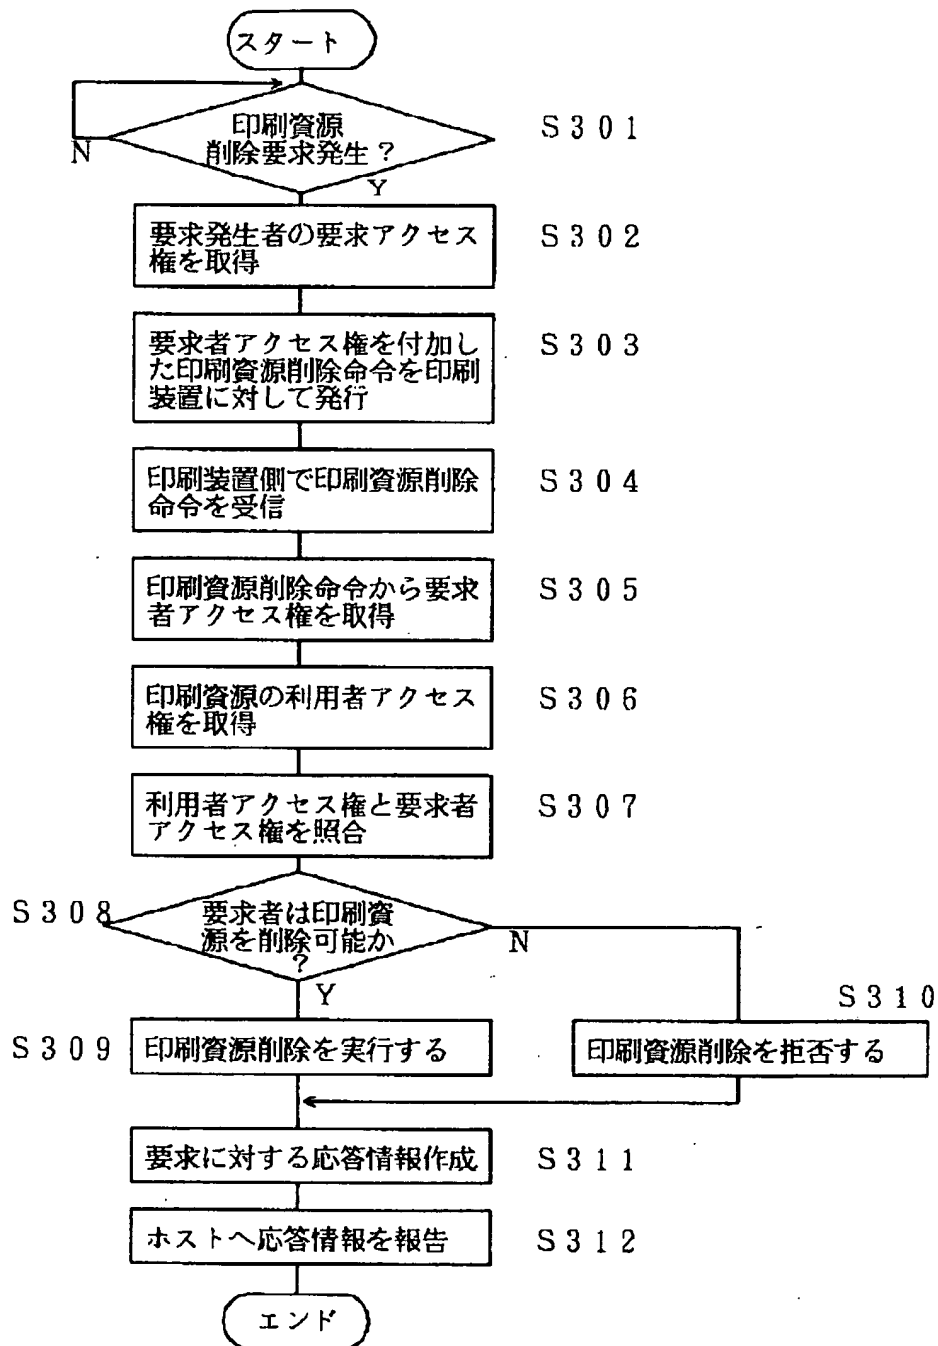 スタート
印刷資源
削除要求発生？
S301
N
Y
要求発生者の要求アクセス
権を取得
S302
要求者アクセス権を付加し
た印刷資源削除命令を印刷
装置に対して発行
S303
印刷装置側で印刷資源削除
命令を受信
S304
印刷資源削除命令から要求
者アクセス権を取得
S305
印刷資源の利用者アクセス
権を取得
S306
利用者アクセス権と要求者
アクセス権を照合
S307
S308
要求者は印刷資
源を削除可能か
？
N
Y
S310
S309
印刷資源削除を実行する
印刷資源削除を拒否する
要求に対する応答情報作成
S311
ホストへ応答情報を報告
S312
エンド